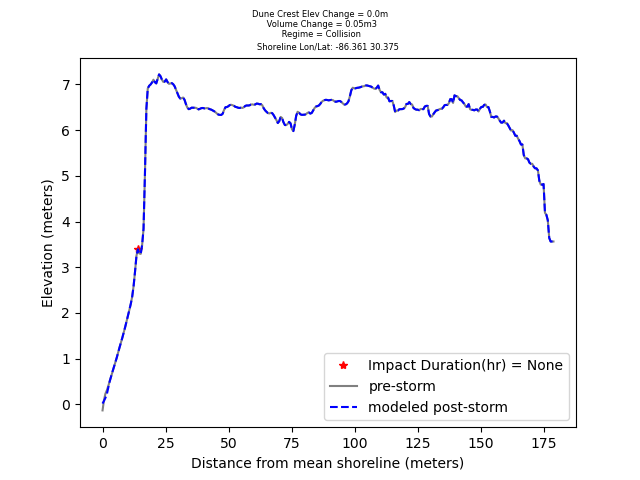 Dune Crest Elev Change = 0.0m
Volume Change = 0.05m3
Regime = Collision
Shoreline Lon/Lat: -86.361 30.375
7
6
5
4
3
2
1
0
Elevation (meters)
Impact Duration(hr) = None
pre-storm
modeled post-storm
0 25 50 75 100 125 150 175
Distance from mean shoreline (meters)